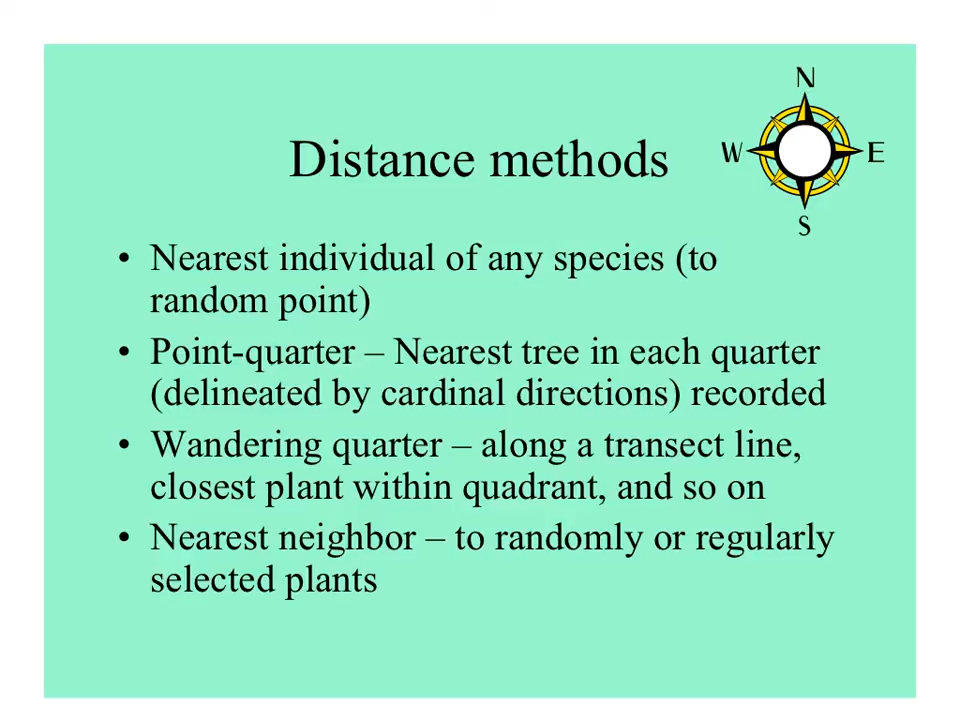 N
Distance methods
W
E
S
• Nearest individual of any species (to
random point)
• Point-quarter – Nearest tree in each quarter
(delineated by cardinal directions) recorded
• Wandering quarter – along a transect line,
closest plant within quadrant, and so on
• Nearest neighbor – to randomly or regularly
selected plants